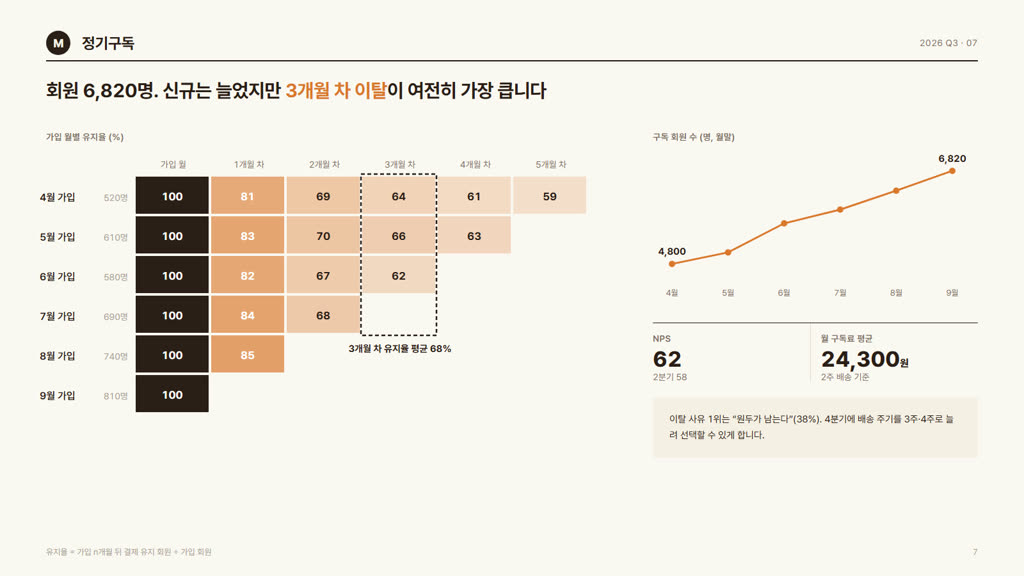 M 정기구독
2026 Q3 · 07
회원 6,820명. 신규는 늘었지만 3개월 차 이탈이 여전히 가장 큽니다
가입 월별 유지율 (%)
가입 월 1개월 차 2개월 차 3개월 차 4개월 차 5개월 차
4월 가입 520명 100 81 69 64 61 59
5월 가입 610명 100 83 70 66 63
6월 가입 580명 100 82 67 62
7월 가입 690명 100 84 68
8월 가입 740명 100 85
9월 가입 810명 100
3개월 차 유지율 평균 68%
구독 회원 수 (명, 월말)
6,820
4,800
4월 5월 6월 7월 8월 9월
NPS
62
2분기 58
월 구독료 평균
24,300원
2주 배송 기준
이탈 사유 1위는 “원두가 남는다”(38%). 4분기에 배송 주기를 3주·4주로 늘
려 선택할 수 있게 합니다.
유지율 = 가입 n개월 뒤 결제 유지 회원 ÷ 가입 회원
7